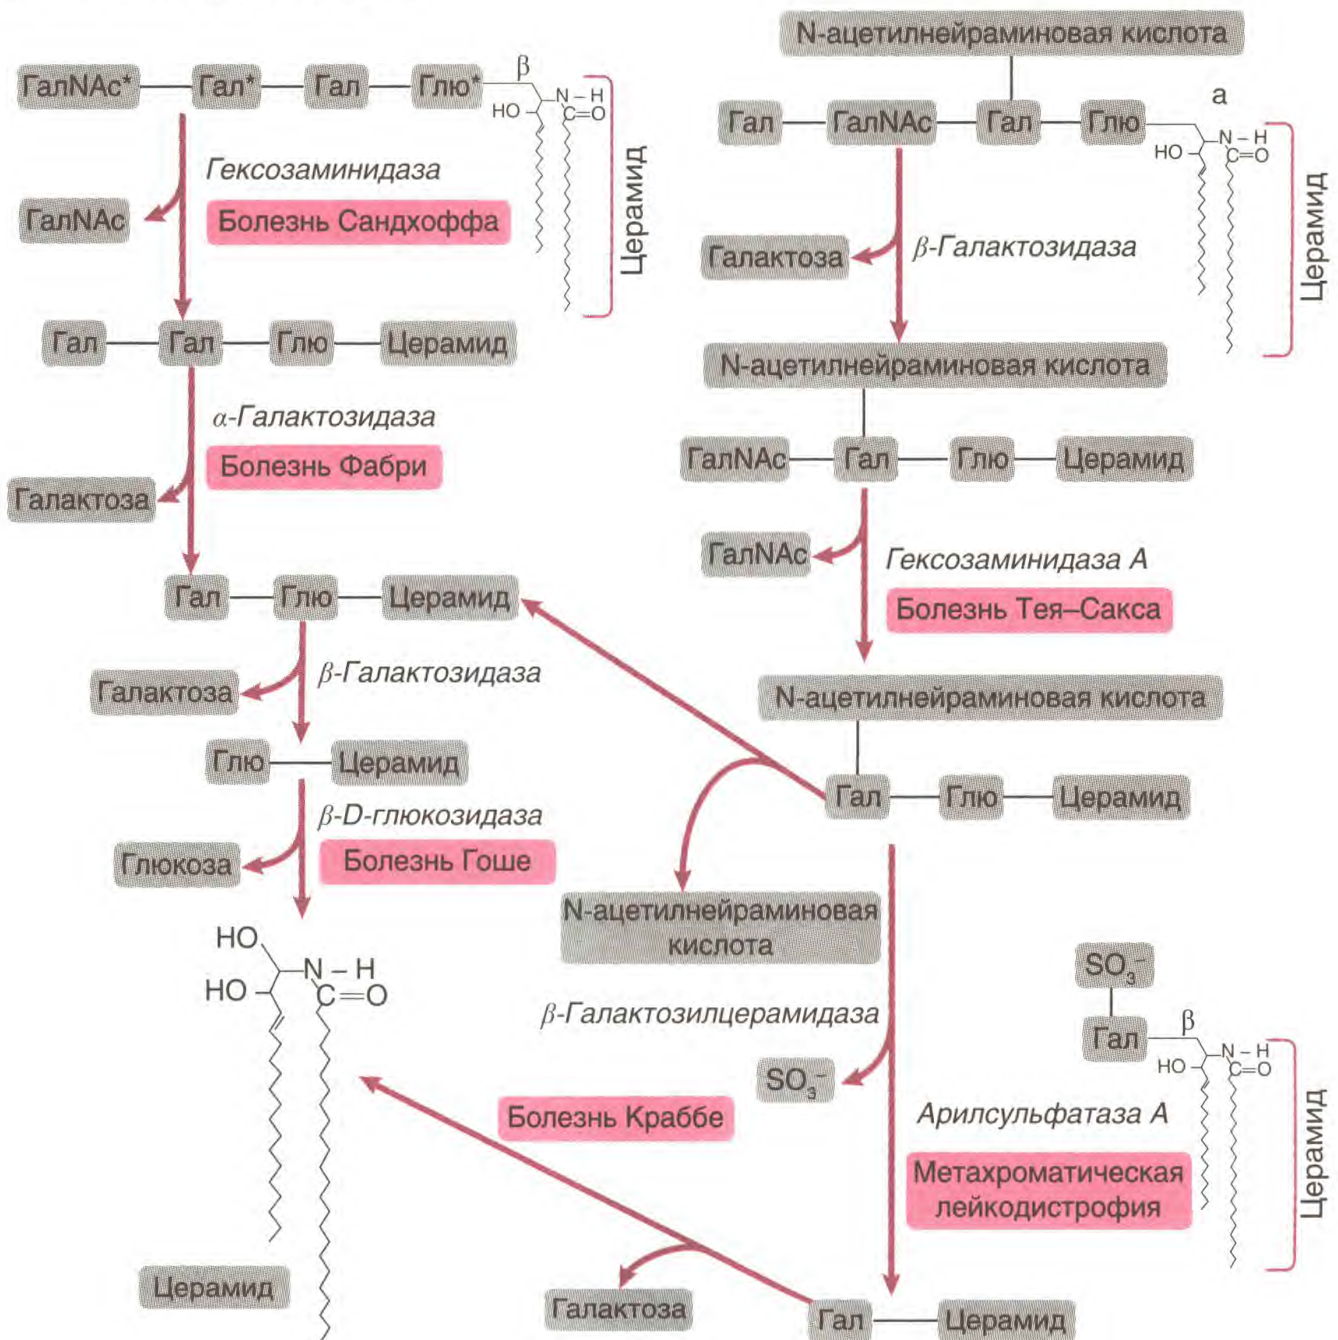 N-ацетилнейраминовая кислота
ГалNAc* Гал* Гал Глю* β
HO N – H
C=O
Церамид
Гексозаминидаза
ГалNAc
Болезнь Сандхоффа
Гал Гал Глю Церамид
α-Галактозидаза
Болезнь Фабри
Галактоза
Гал Глю Церамид
β-Галактозидаза
Галактоза
Глю Церамид
β-D-глюкозидаза
Глюкоза
Болезнь Гоше
HO
HO N – H
C=O
Церамид
а
Гал ГалNAc Гал Глю
HO N – H
C=O
Церамид
Галактоза
β-Галактозидаза
N-ацетилнейраминовая кислота
ГалNAc Гал Глю Церамид
ГалNAc
Гексозаминидаза А
Болезнь Тея–Сакса
N-ацетилнейраминовая кислота
Гал Глю Церамид
N-ацетилнейраминовая
кислота
β-Галактозилцерамидаза
SO₃⁻
Болезнь Краббе
SO₃⁻
Гал β
HO N – H
C=O
Церамид
Арилсульфатаза А
Метахроматическая
лейкодистрофия
Галактоза
Гал Церамид